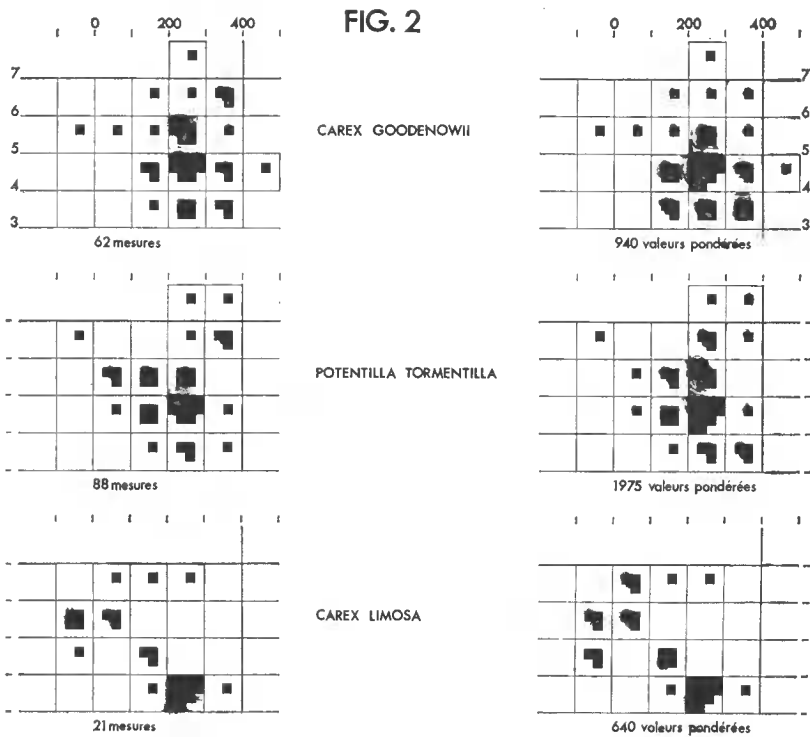 FIG. 2
0 200 400
0 200 400
7
6
5
4
3
7
6
5
4
3
CAREX GOODENOWII
62 mesures
940 valeurs pondérées
POTENTILLA TORMENTILLA
88 mesures
1975 valeurs pondérées
CAREX LIMOSA
21 mesures
640 valeurs pondérées